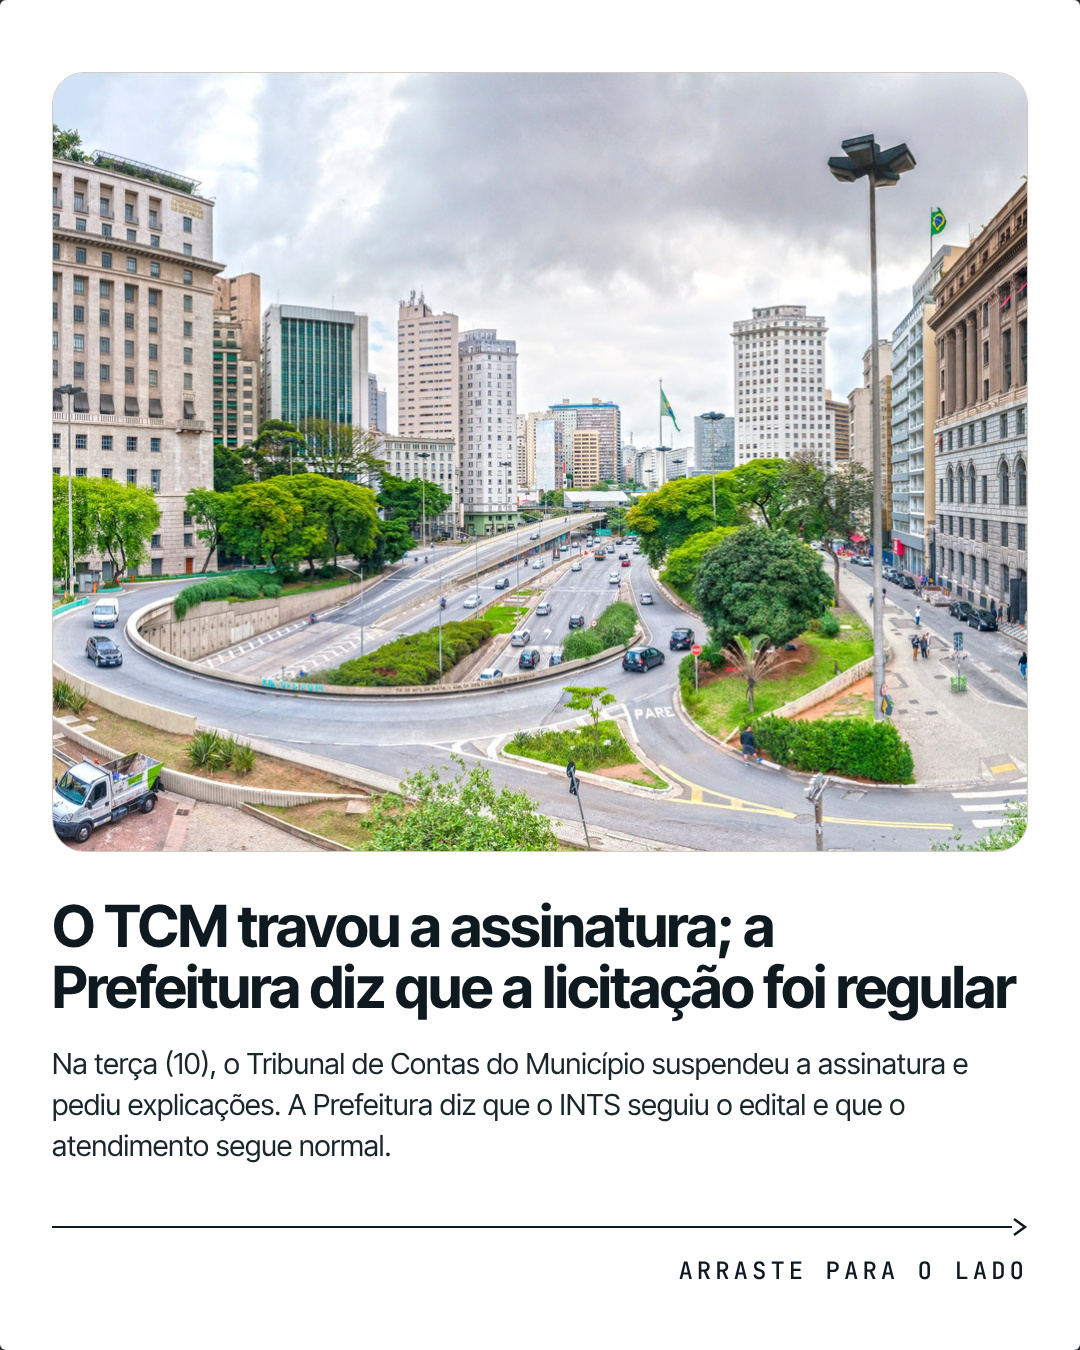 PARE
O TCM travou a assinatura; a
Prefeitura diz que a licitação foi regular
Na terça (10), o Tribunal de Contas do Município suspendeu a assinatura e
pediu explicações. A Prefeitura diz que o INTS seguiu o edital e que o
atendimento segue normal.
ARRASTE PARA O LADO